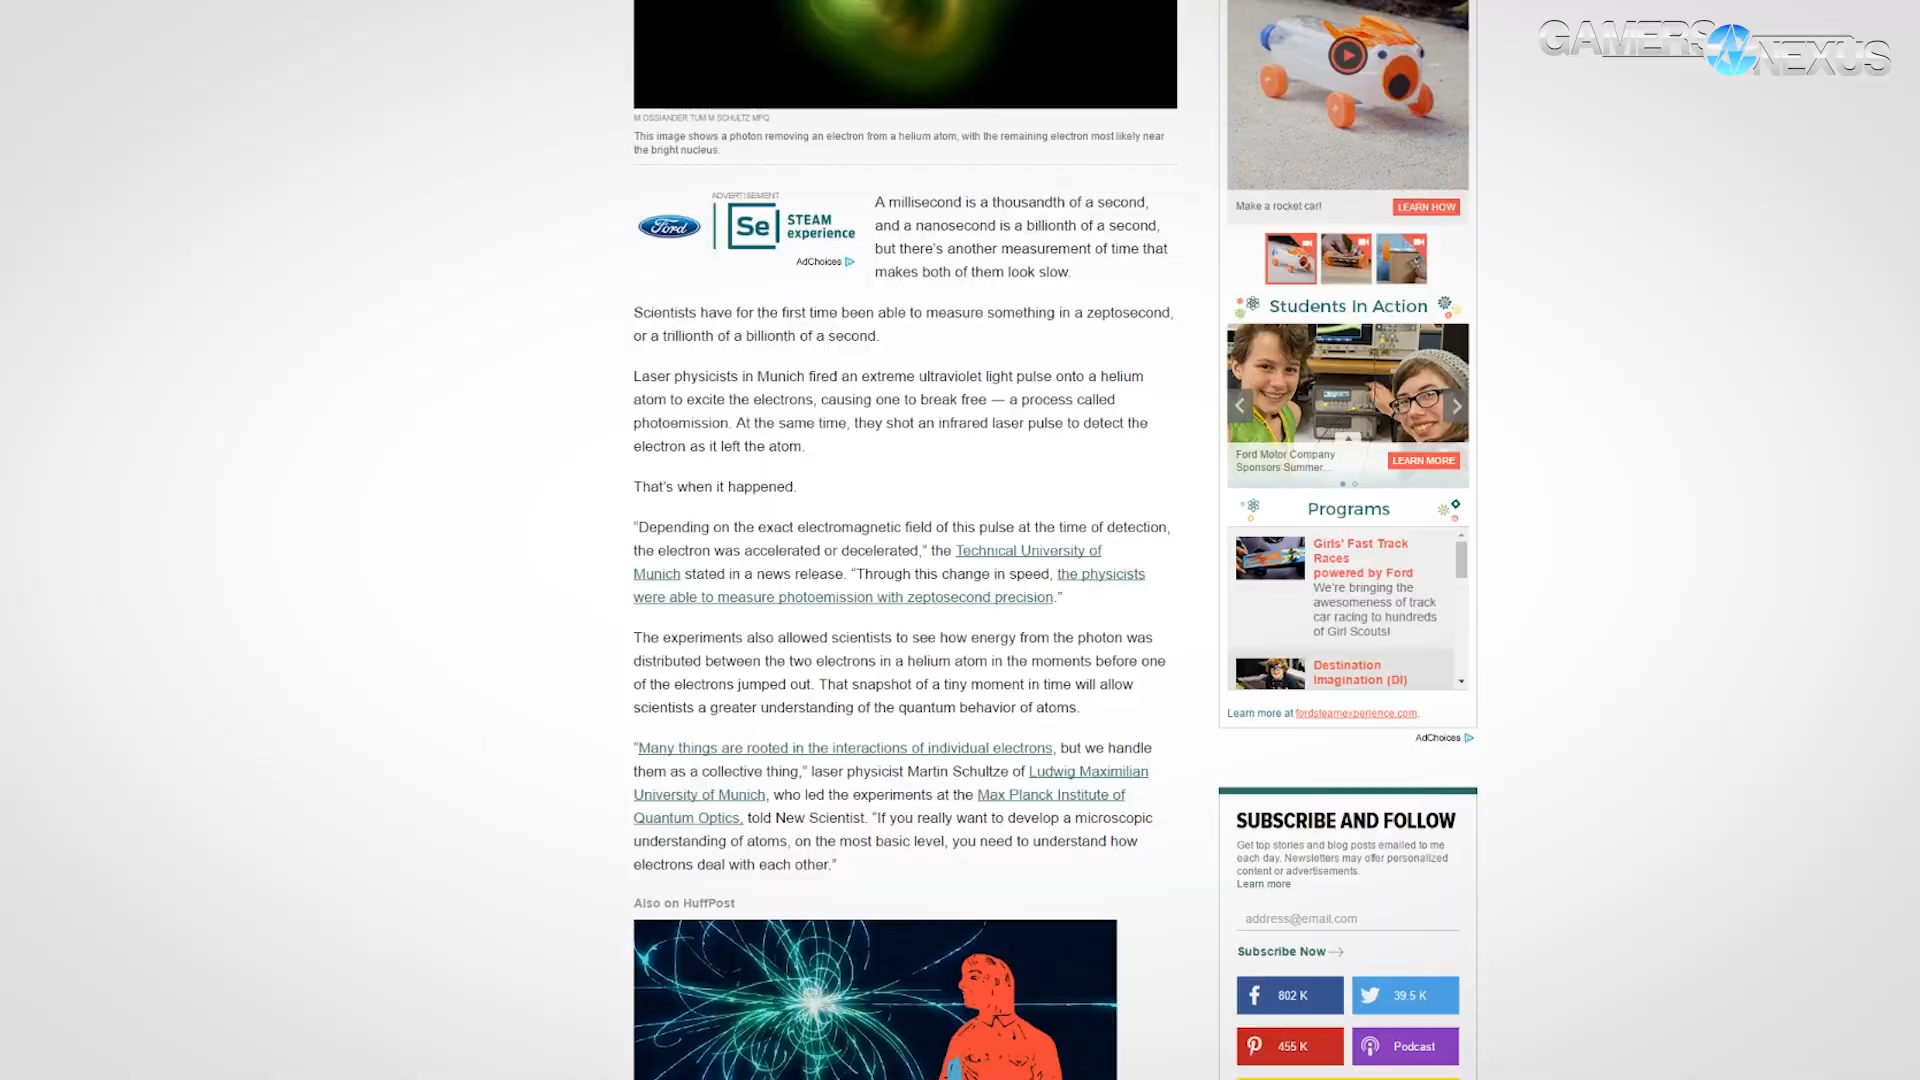 GAMERS NEXUS
M OSSIANDER TUM M SCHULTZ MPQ
This image shows a photon removing an electron from a helium atom, with the remaining electron most likely near
the bright nucleus.
ADVERTISEMENT
Ford
Se STEAM
experience
AdChoices
A millisecond is a thousandth of a second,
and a nanosecond is a billionth of a second,
but there's another measurement of time that
makes both of them look slow.
Scientists have for the first time been able to measure something in a zeptosecond,
or a trillionth of a billionth of a second.
Laser physicists in Munich fired an extreme ultraviolet light pulse onto a helium
atom to excite the electrons, causing one to break free — a process called
photoemission. At the same time, they shot an infrared laser pulse to detect the
electron as it left the atom.
That's when it happened.
“Depending on the exact electromagnetic field of this pulse at the time of detection,
the electron was accelerated or decelerated,” the Technical University of
Munich stated in a news release. “Through this change in speed, the physicists
were able to measure photoemission with zeptosecond precision.”
The experiments also allowed scientists to see how energy from the photon was
distributed between the two electrons in a helium atom in the moments before one
of the electrons jumped out. That snapshot of a tiny moment in time will allow
scientists a greater understanding of the quantum behavior of atoms.
“Many things are rooted in the interactions of individual electrons, but we handle
them as a collective thing,” laser physicist Martin Schultze of Ludwig Maximilian
University of Munich, who led the experiments at the Max Planck Institute of
Quantum Optics, told New Scientist. “If you really want to develop a microscopic
understanding of atoms, on the most basic level, you need to understand how
electrons deal with each other.”
Also on HuffPost
Make a rocket car!
LEARN HOW
Students In Action
Ford Motor Company
Sponsors Summer...
LEARN MORE
Programs
Girls' Fast Track
Races
powered by Ford
We're bringing the
awesomeness of track
car racing to hundreds
of Girl Scouts!
Destination
Imagination (DI)
Learn more at fordsteamexperience.com.
AdChoices
SUBSCRIBE AND FOLLOW
Get top stories and blog posts emailed to me
each day. Newsletters may offer personalized
content or advertisements.
Learn more
address@email.com
Subscribe Now
802 K
39.5 K
455 K
Podcast